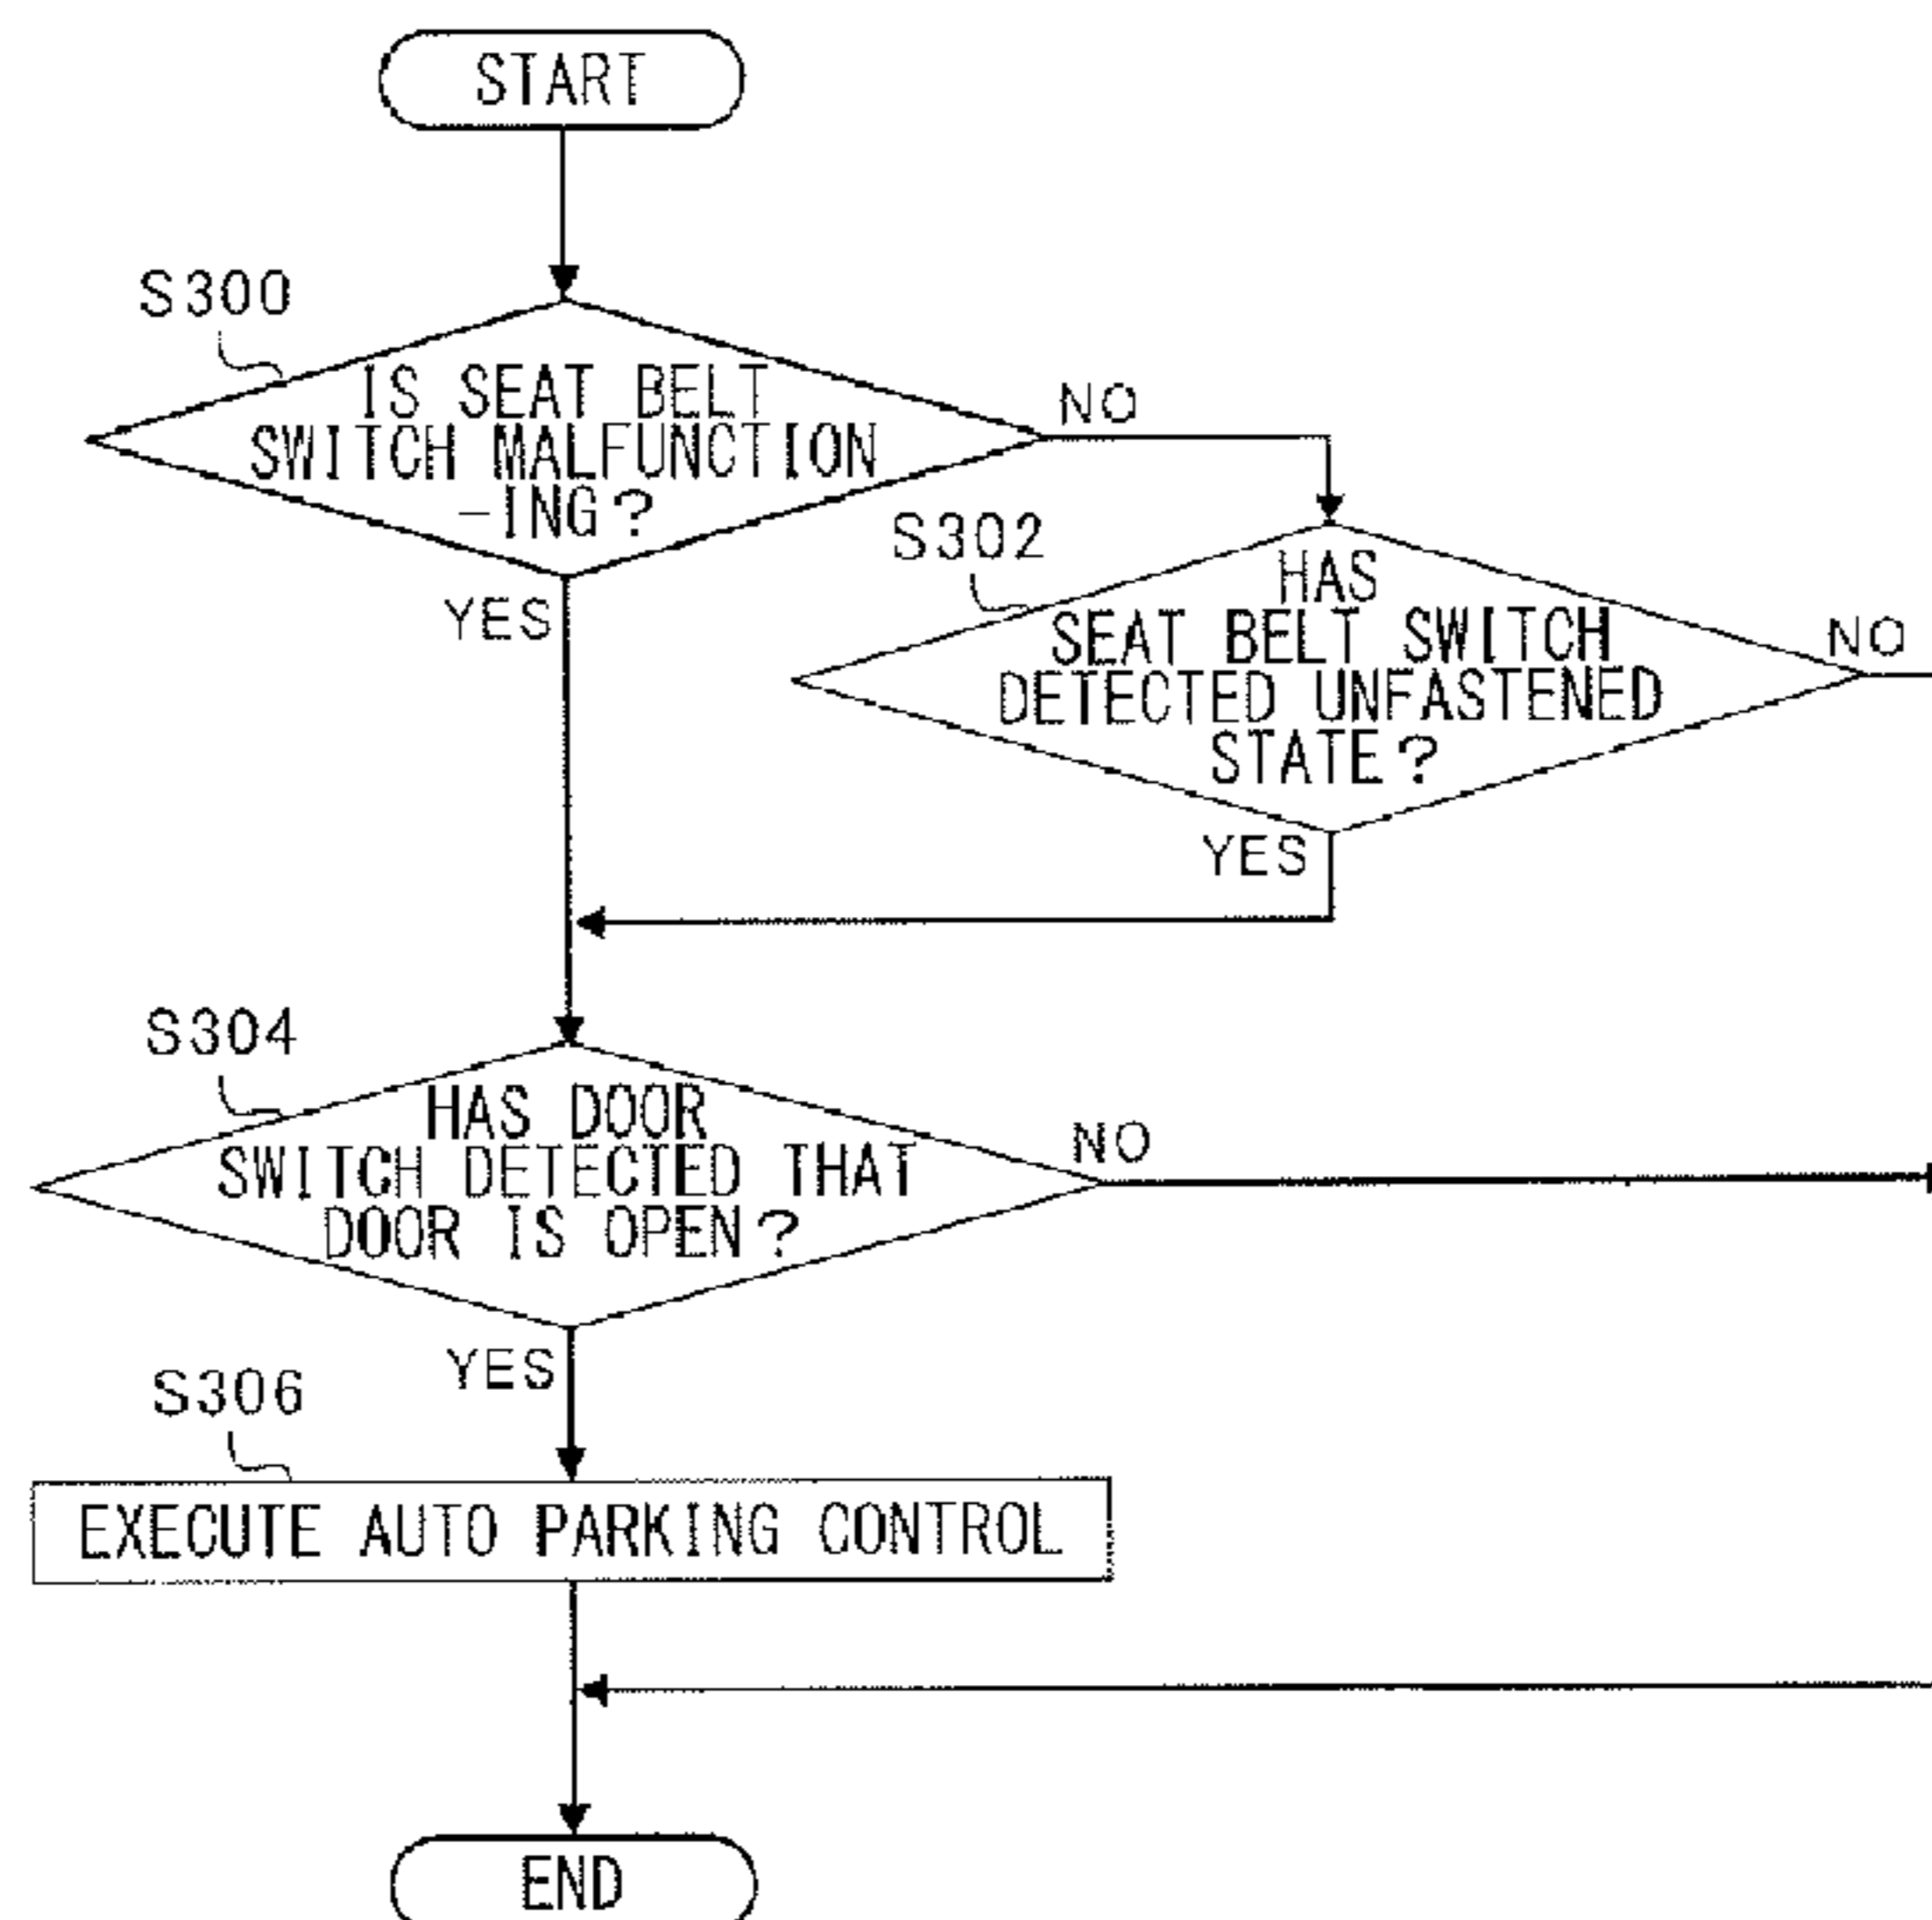 START
S300
IS SEAT BELT
SWITCH MALFUNCTION
-ING?
NO
YES
S302
HAS
SEAT BELT SWITCH
DETECTED UNFASTENED
STATE?
NO
YES
S304
HAS DOOR
SWITCH DETECTED THAT
DOOR IS OPEN?
NO
YES
S306
EXECUTE AUTO PARKING CONTROL
END